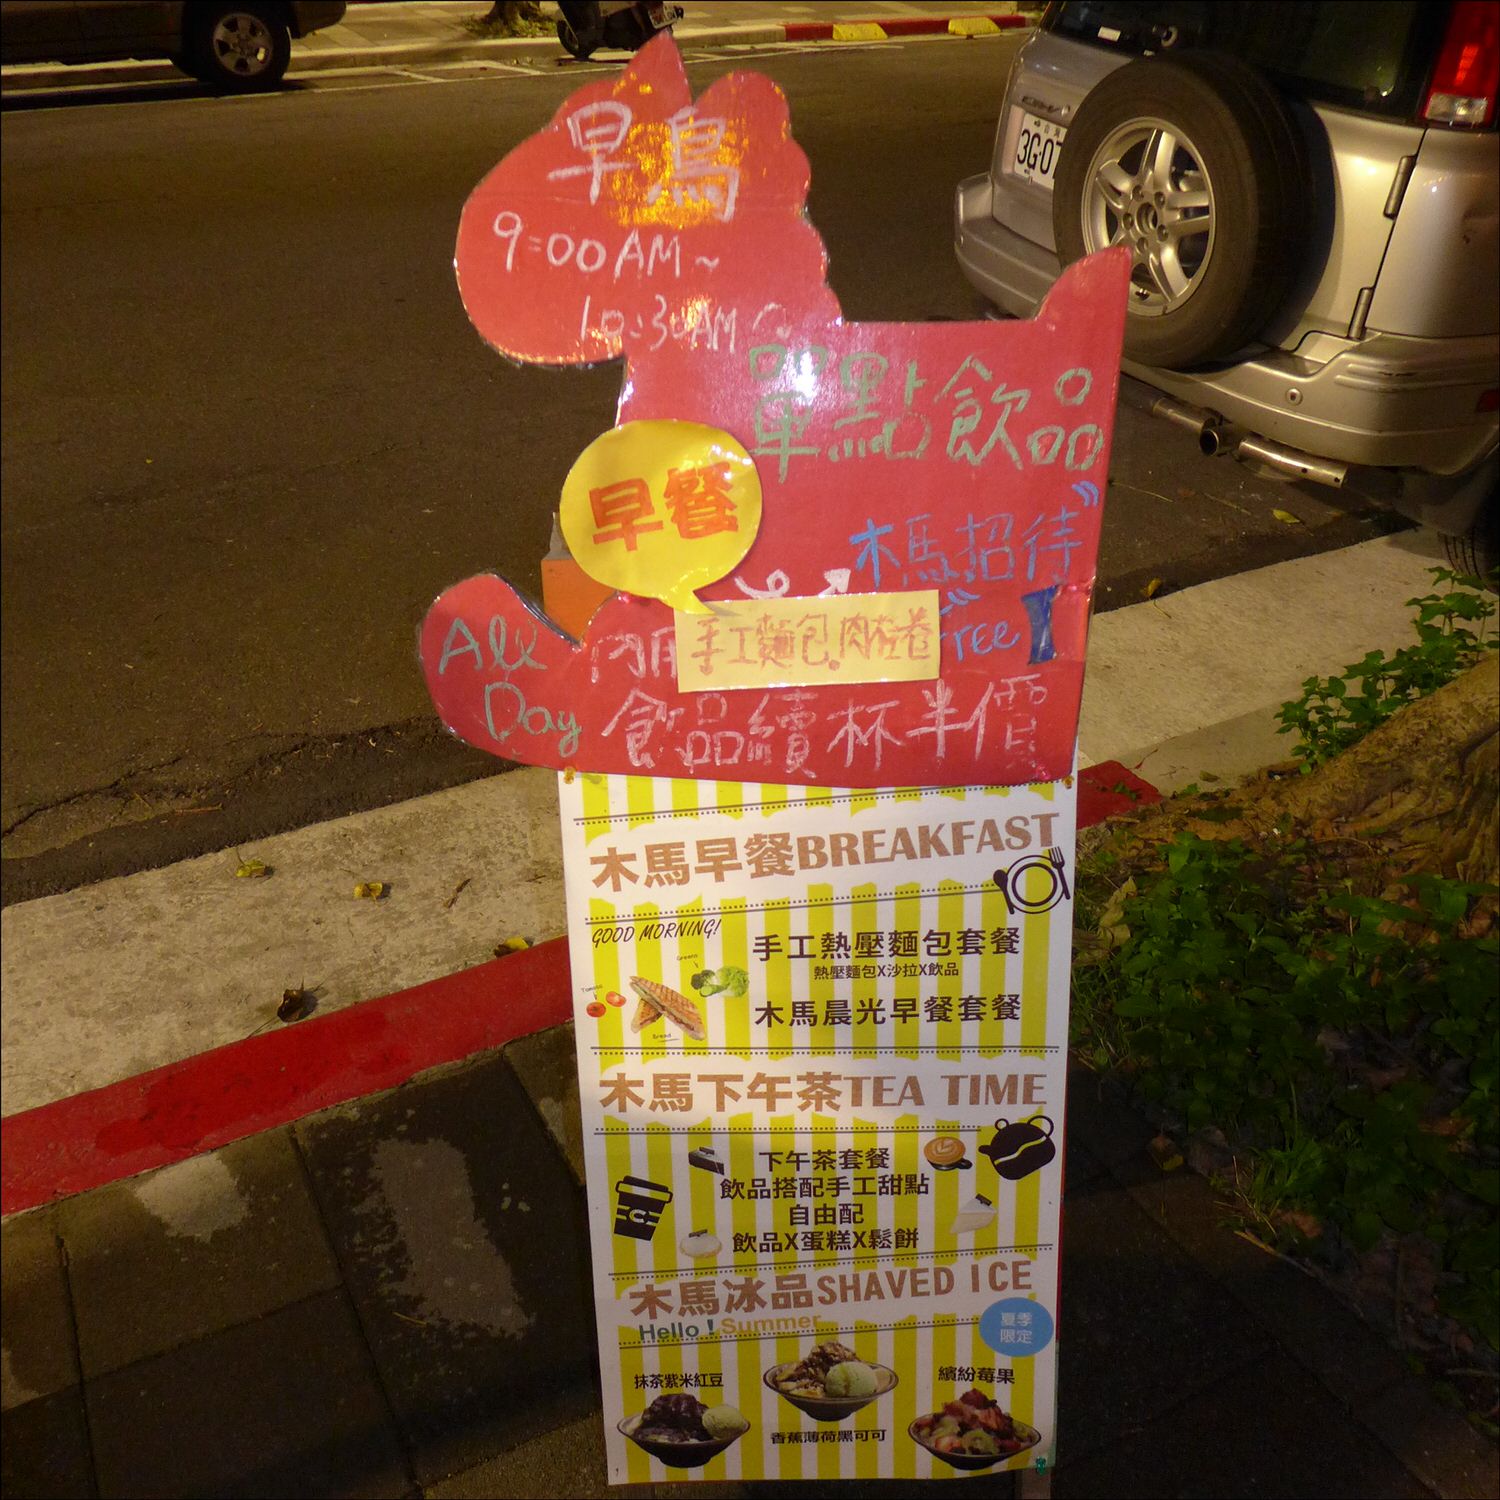 早鳥
9:00AM~
10:30AM
單點飲品
早餐
木馬招待
Free
手工麵包.肉桂卷
All Day
內用
飲品續杯半價
木馬早餐BREAKFAST
GOOD MORNING!
手工熱壓麵包套餐
熱壓麵包X沙拉X飲品
Greens
Tomato
Bread
木馬晨光早餐套餐
木馬下午茶TEA TIME
下午茶套餐
飲品搭配手工甜點
自由配
飲品X蛋糕X鬆餅
木馬冰品SHAVED ICE
Hello! Summer
夏季
限定
抹茶紫米紅豆
繽紛莓果
香蕉薄荷黑可可
3G-07